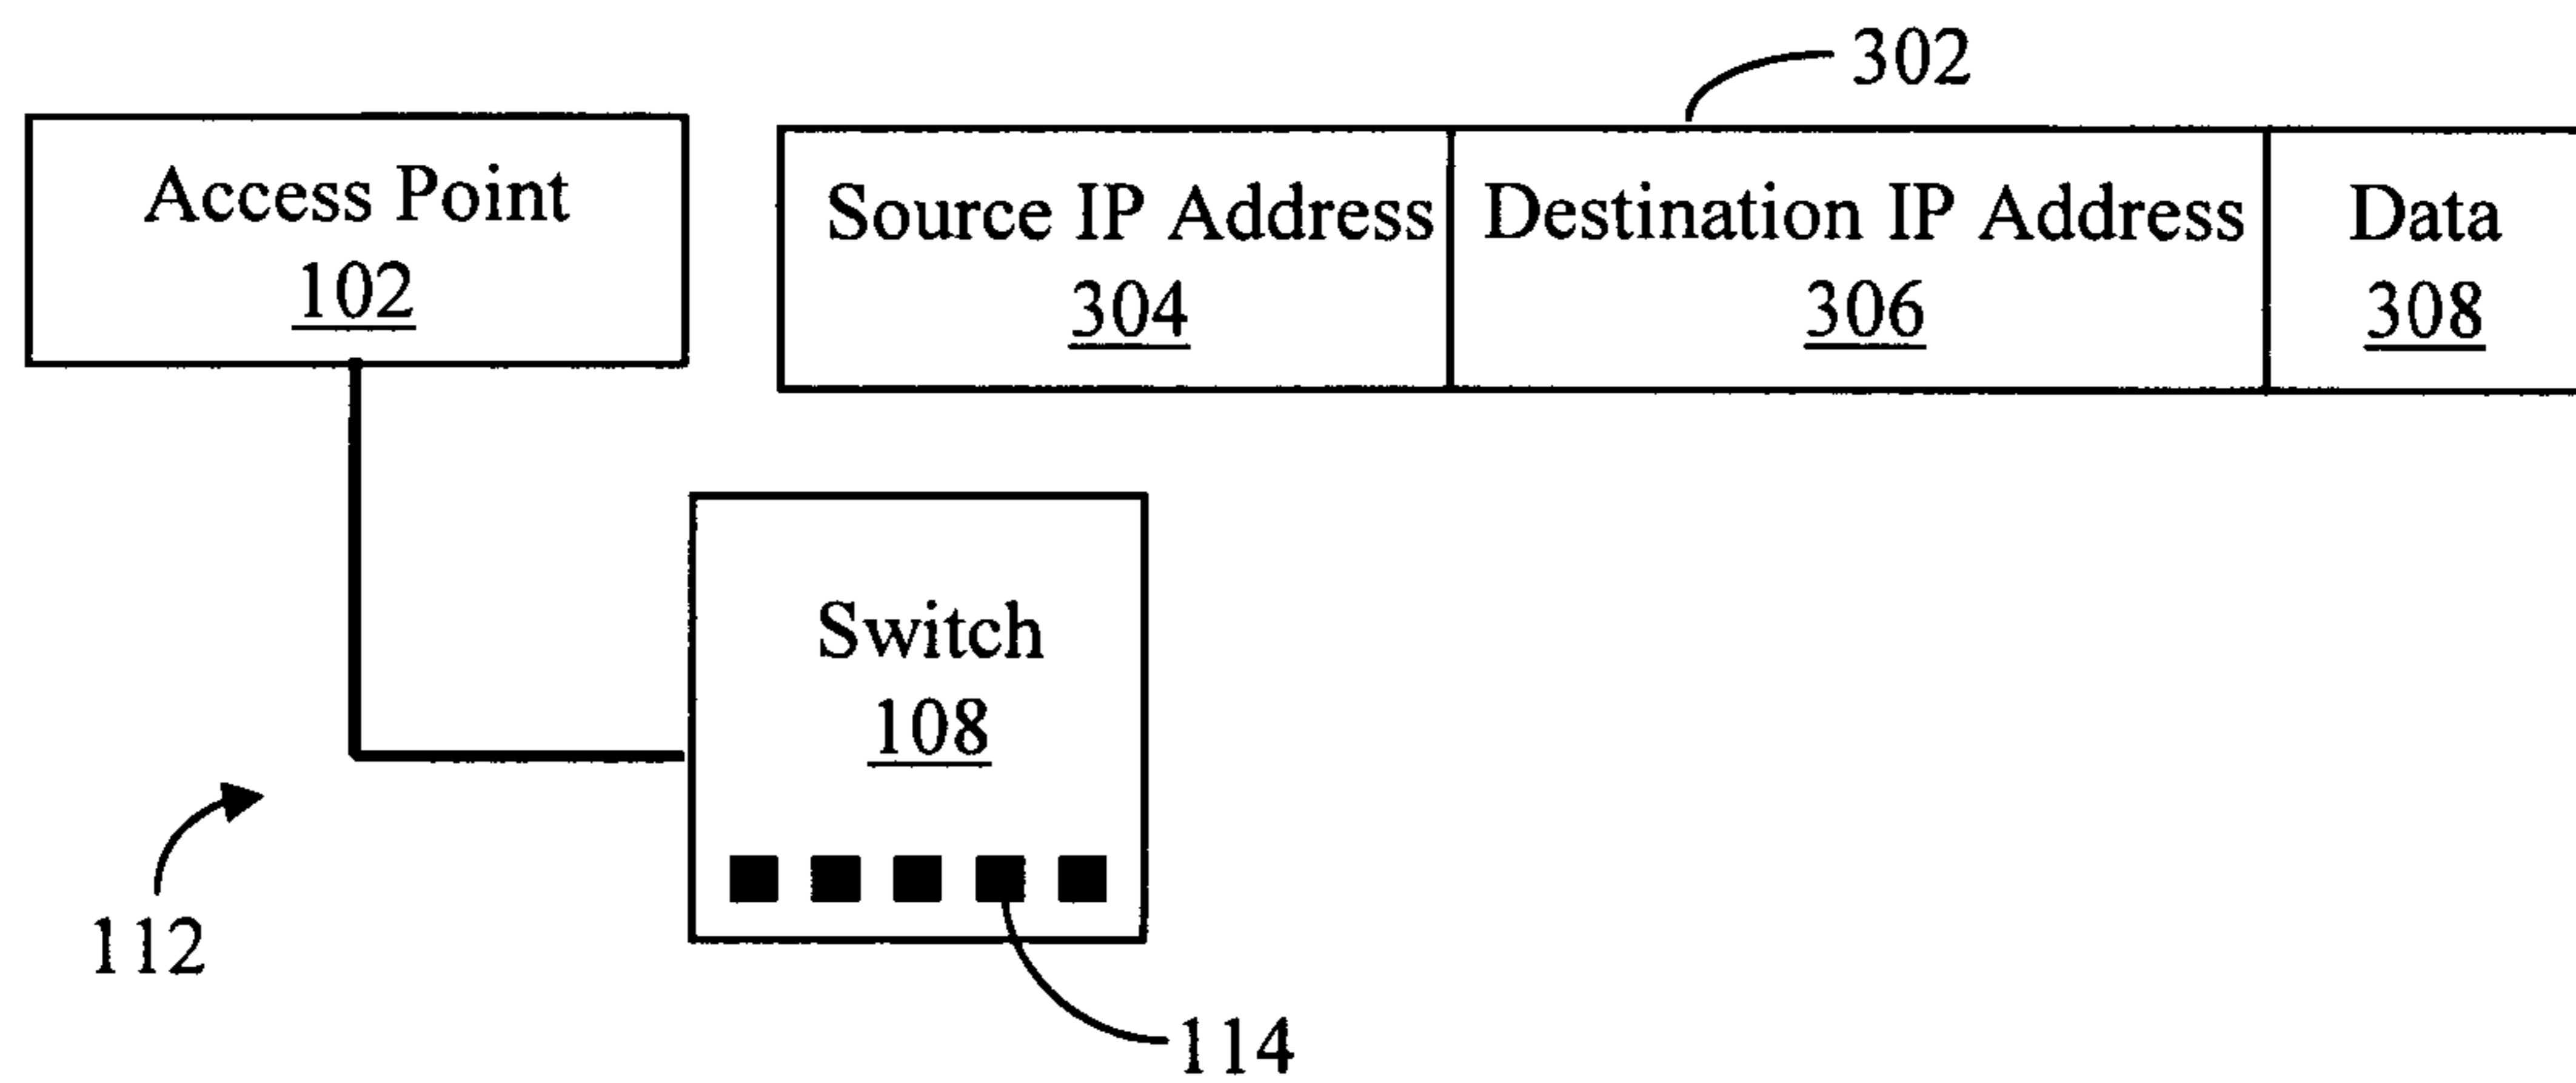 302
Access Point
102
Source IP Address
304
Destination IP Address
306
Data
308
Switch
108
112
114